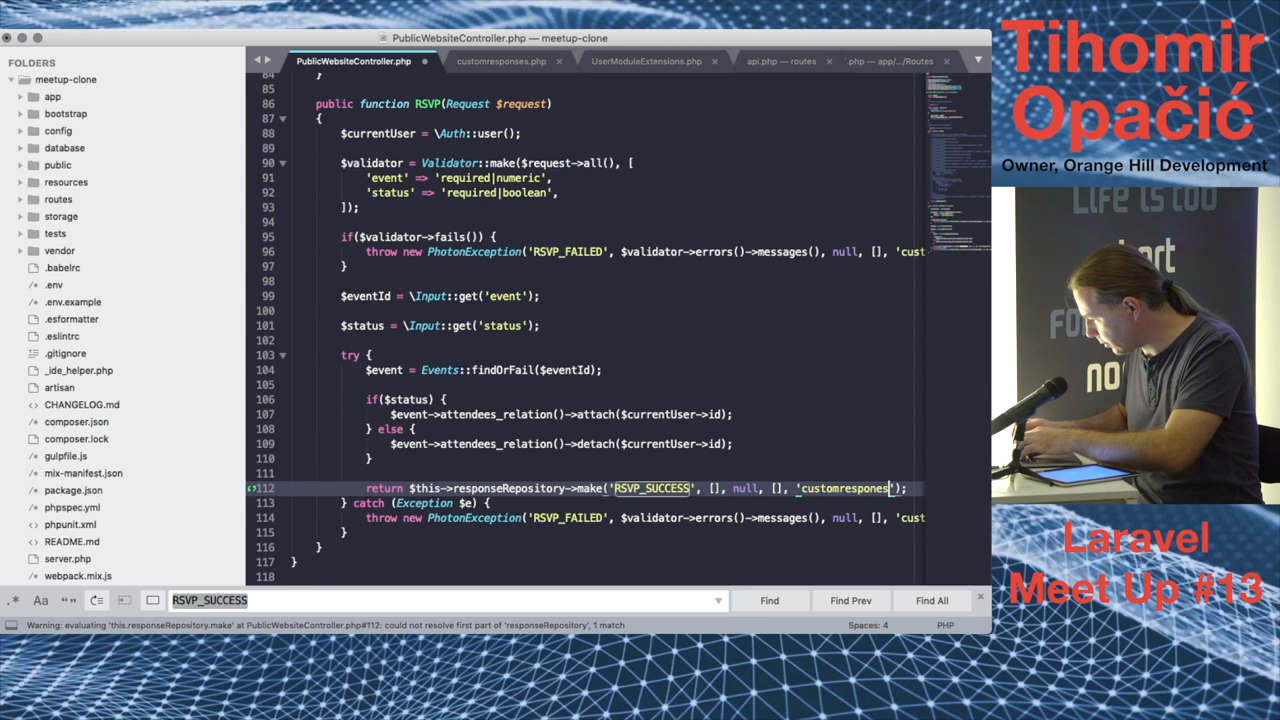 PublicWebsiteController.php — meetup-clone
FOLDERS
meetup-clone
app
bootstrap
config
database
public
resources
routes
storage
tests
vendor
.babelrc
.env
.env.example
.esformatter
.eslintrc
.gitignore
_ide_helper.php
artisan
CHANGELOG.md
composer.json
composer.lock
gulpfile.js
mix-manifest.json
package.json
phpspec.yml
phpunit.xml
README.md
server.php
webpack.mix.js
PublicWebsiteController.php customresponses.php UserModuleExtensions.php api.php — routes .php — app/.../Routes
84 }
85
86 public function RSVP(Request $request)
87 {
88 $currentUser = \Auth::user();
89
90 $validator = Validator::make($request->all(), [
91 'event' => 'required|numeric',
92 'status' => 'required|boolean',
93 ]);
94
95 if($validator->fails()) {
96 throw new PhotonException('RSVP_FAILED', $validator->errors()->messages(), null, [], 'cust
97 }
98
99 $eventId = \Input::get('event');
100
101 $status = \Input::get('status');
102
103 try {
104 $event = Events::findOrFail($eventId);
105
106 if($status) {
107 $event->attendees_relation()->attach($currentUser->id);
108 } else {
109 $event->attendees_relation()->detach($currentUser->id);
110 }
111
112 return $this->responseRepository->make('RSVP_SUCCESS', [], null, [], 'customrespones');
113 } catch (Exception $e) {
114 throw new PhotonException('RSVP_FAILED', $validator->errors()->messages(), null, [], 'cust
115 }
116 }
117 }
118
.* Aa “” RSVP_SUCCESS Find Find Prev Find All
Warning: evaluating 'this.responseRepository.make' at PublicWebsiteController.php#112: could not resolve first part of 'responseRepository', 1 match Spaces: 4 PHP
Tihomir
Opačić
Owner, Orange Hill Development
Life is too
no
Laravel
Meet Up #13